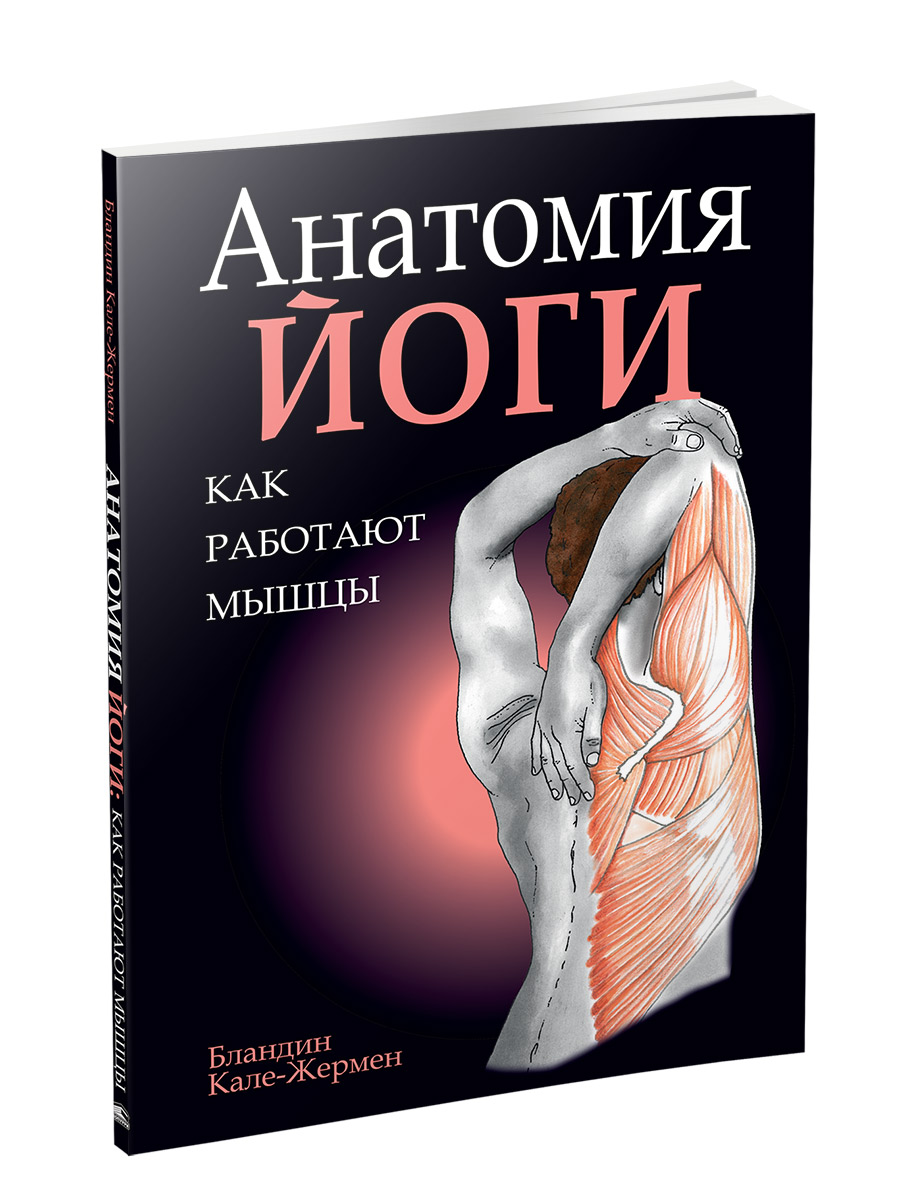 Анатомия
йоги
как
работают
мышцы
Бландин
Кале-Жермен
Бландин Кале-Жермен
Анатомия йоги: как работают мышцы